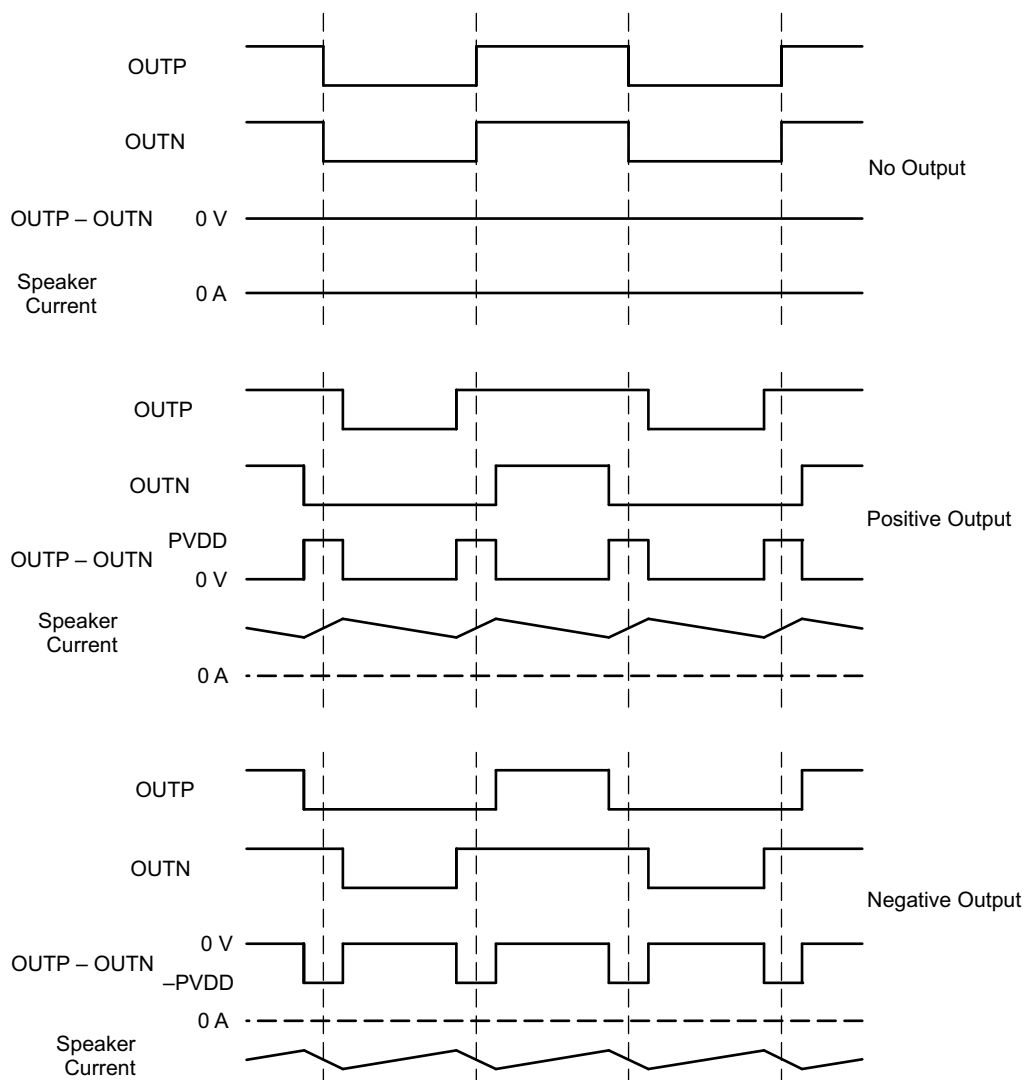 OUTP
OUTN
No Output
OUTP – OUTN 0 V
Speaker
Current
0 A
OUTP
OUTN
Positive Output
PVDD
OUTP – OUTN
0 V
Speaker
Current
0 A
OUTP
OUTN
Negative Output
0 V
OUTP – OUTN
–PVDD
0 A
Speaker
Current